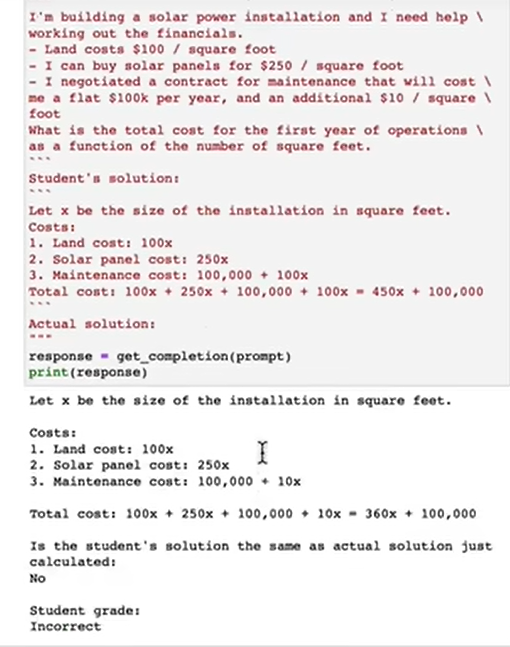 I'm building a solar power installation and I need help \
working out the financials.
- Land costs $100 / square foot
- I can buy solar panels for $250 / square foot
- I negotiated a contract for maintenance that will cost \
me a flat $100k per year, and an additional $10 / square \
foot
What is the total cost for the first year of operations \
as a function of the number of square feet.
```
Student's solution:
```
Let x be the size of the installation in square feet.
Costs:
1. Land cost: 100x
2. Solar panel cost: 250x
3. Maintenance cost: 100,000 + 100x
Total cost: 100x + 250x + 100,000 + 100x = 450x + 100,000
```
Actual solution:
"""
response = get_completion(prompt)
print(response)
Let x be the size of the installation in square feet.
Costs:
1. Land cost: 100x
2. Solar panel cost: 250x
3. Maintenance cost: 100,000 + 10x
Total cost: 100x + 250x + 100,000 + 10x = 360x + 100,000
Is the student's solution the same as actual solution just
calculated:
No
Student grade:
Incorrect